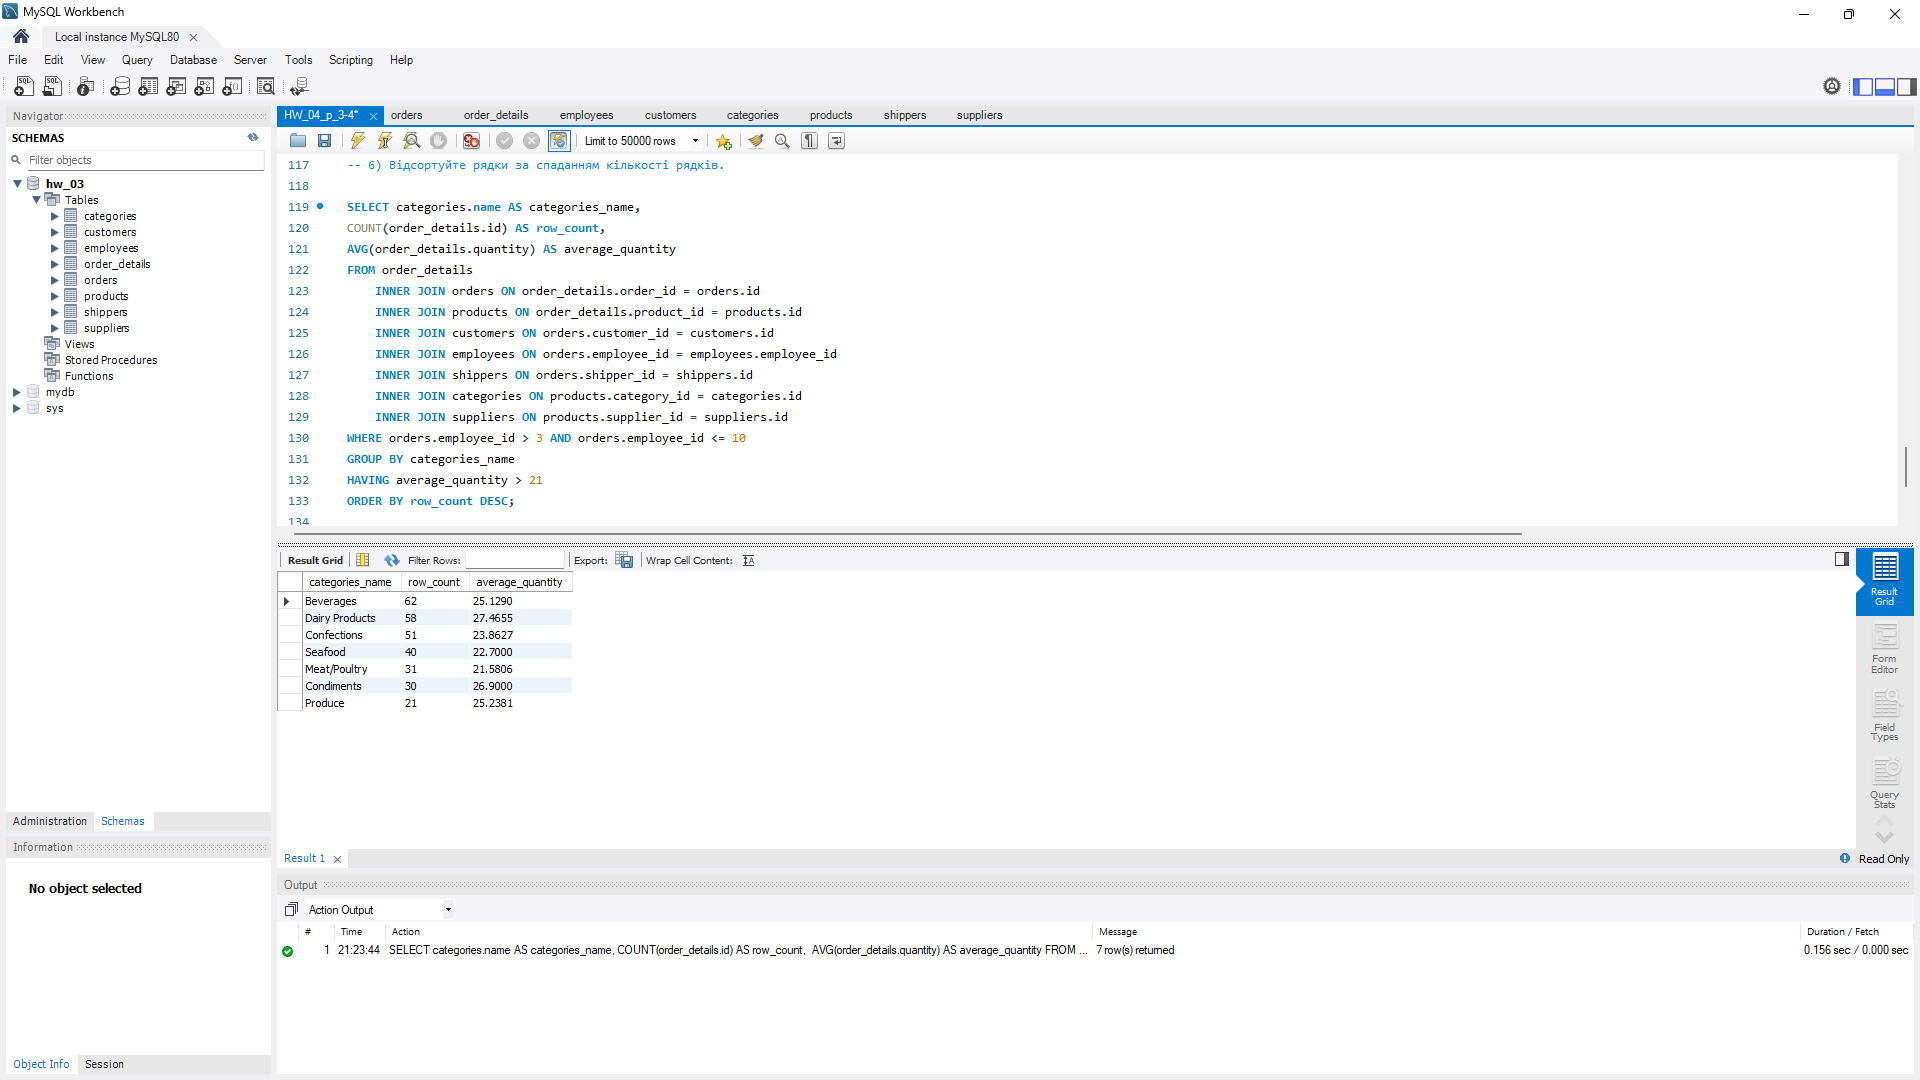 MySQL Workbench
Local instance MySQL80
File Edit View Query Database Server Tools Scripting Help
Navigator
SCHEMAS
Filter objects
hw_03
Tables
categories
customers
employees
order_details
orders
products
shippers
suppliers
Views
Stored Procedures
Functions
mydb
sys
Administration Schemas
Information
No object selected
Object Info Session
HW_04_p_3-4* orders order_details employees customers categories products shippers suppliers
Limit to 50000 rows
117 -- 6) Відсортуйте рядки за спаданням кількості рядків.
118
119 SELECT categories.name AS categories_name,
120 COUNT(order_details.id) AS row_count,
121 AVG(order_details.quantity) AS average_quantity
122 FROM order_details
123 INNER JOIN orders ON order_details.order_id = orders.id
124 INNER JOIN products ON order_details.product_id = products.id
125 INNER JOIN customers ON orders.customer_id = customers.id
126 INNER JOIN employees ON orders.employee_id = employees.employee_id
127 INNER JOIN shippers ON orders.shipper_id = shippers.id
128 INNER JOIN categories ON products.category_id = categories.id
129 INNER JOIN suppliers ON products.supplier_id = suppliers.id
130 WHERE orders.employee_id > 3 AND orders.employee_id <= 10
131 GROUP BY categories_name
132 HAVING average_quantity > 21
133 ORDER BY row_count DESC;
134
Result Grid Filter Rows: Export: Wrap Cell Content:
categories_name row_count average_quantity
Beverages 62 25.1290
Dairy Products 58 27.4655
Confections 51 23.8627
Seafood 40 22.7000
Meat/Poultry 31 21.5806
Condiments 30 26.9000
Produce 21 25.2381
Result Grid
Form Editor
Field Types
Query Stats
Result 1
Read Only
Output
Action Output
# Time Action Message Duration / Fetch
1 21:23:44 SELECT categories.name AS categories_name, COUNT(order_details.id) AS row_count, AVG(order_details.quantity) AS average_quantity FROM ... 7 row(s) returned 0.156 sec / 0.000 sec